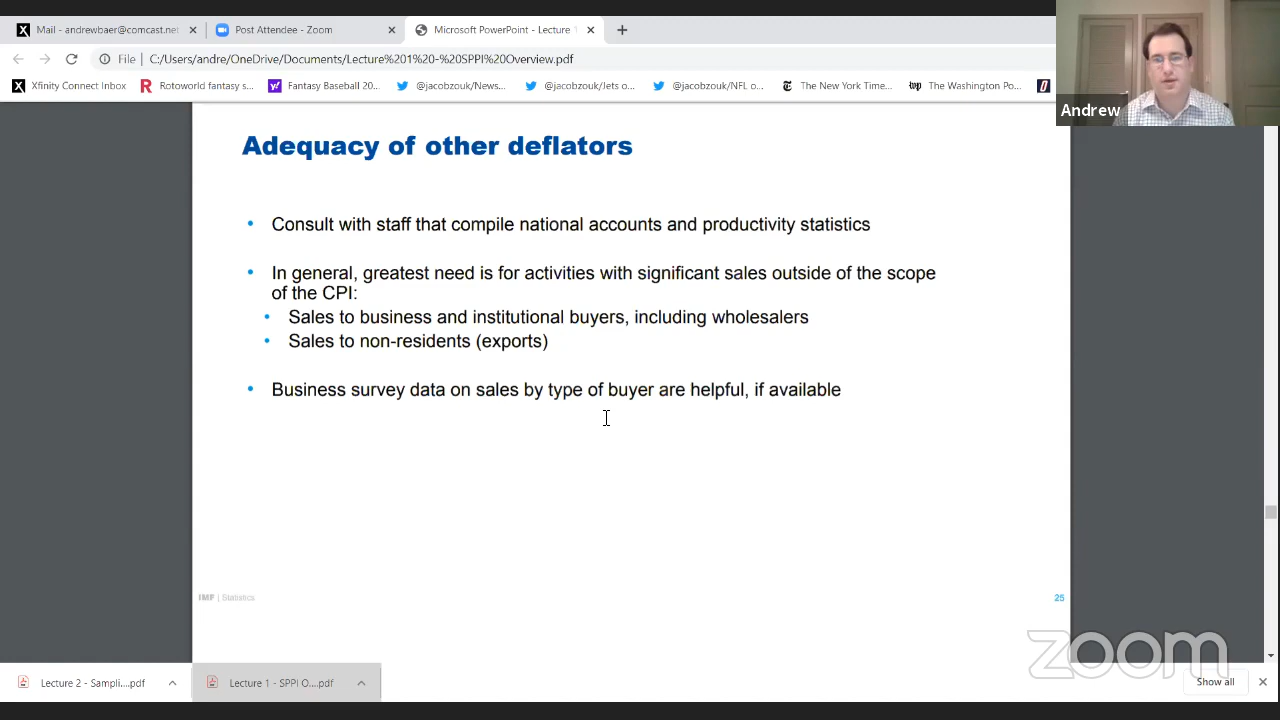 Mail - andrewbaer@comcast.net
Post Attendee - Zoom
Microsoft PowerPoint - Lecture
File | C:/Users/andre/OneDrive/Documents/Lecture%201%20-%20SPPI%20Overview.pdf
Xfinity Connect Inbox
Rotoworld fantasy s...
Fantasy Baseball 20...
@jacobzouk/News...
@jacobzouk/Jets o...
@jacobzouk/NFL o...
The New York Time...
The Washington Po...
Andrew
Adequacy of other deflators
• Consult with staff that compile national accounts and productivity statistics
• In general, greatest need is for activities with significant sales outside of the scope
of the CPI:
• Sales to business and institutional buyers, including wholesalers
• Sales to non-residents (exports)
• Business survey data on sales by type of buyer are helpful, if available
IMF | Statistics
25
zoom
Lecture 2 - Sampli....pdf
Lecture 1 - SPPI O....pdf
Show all